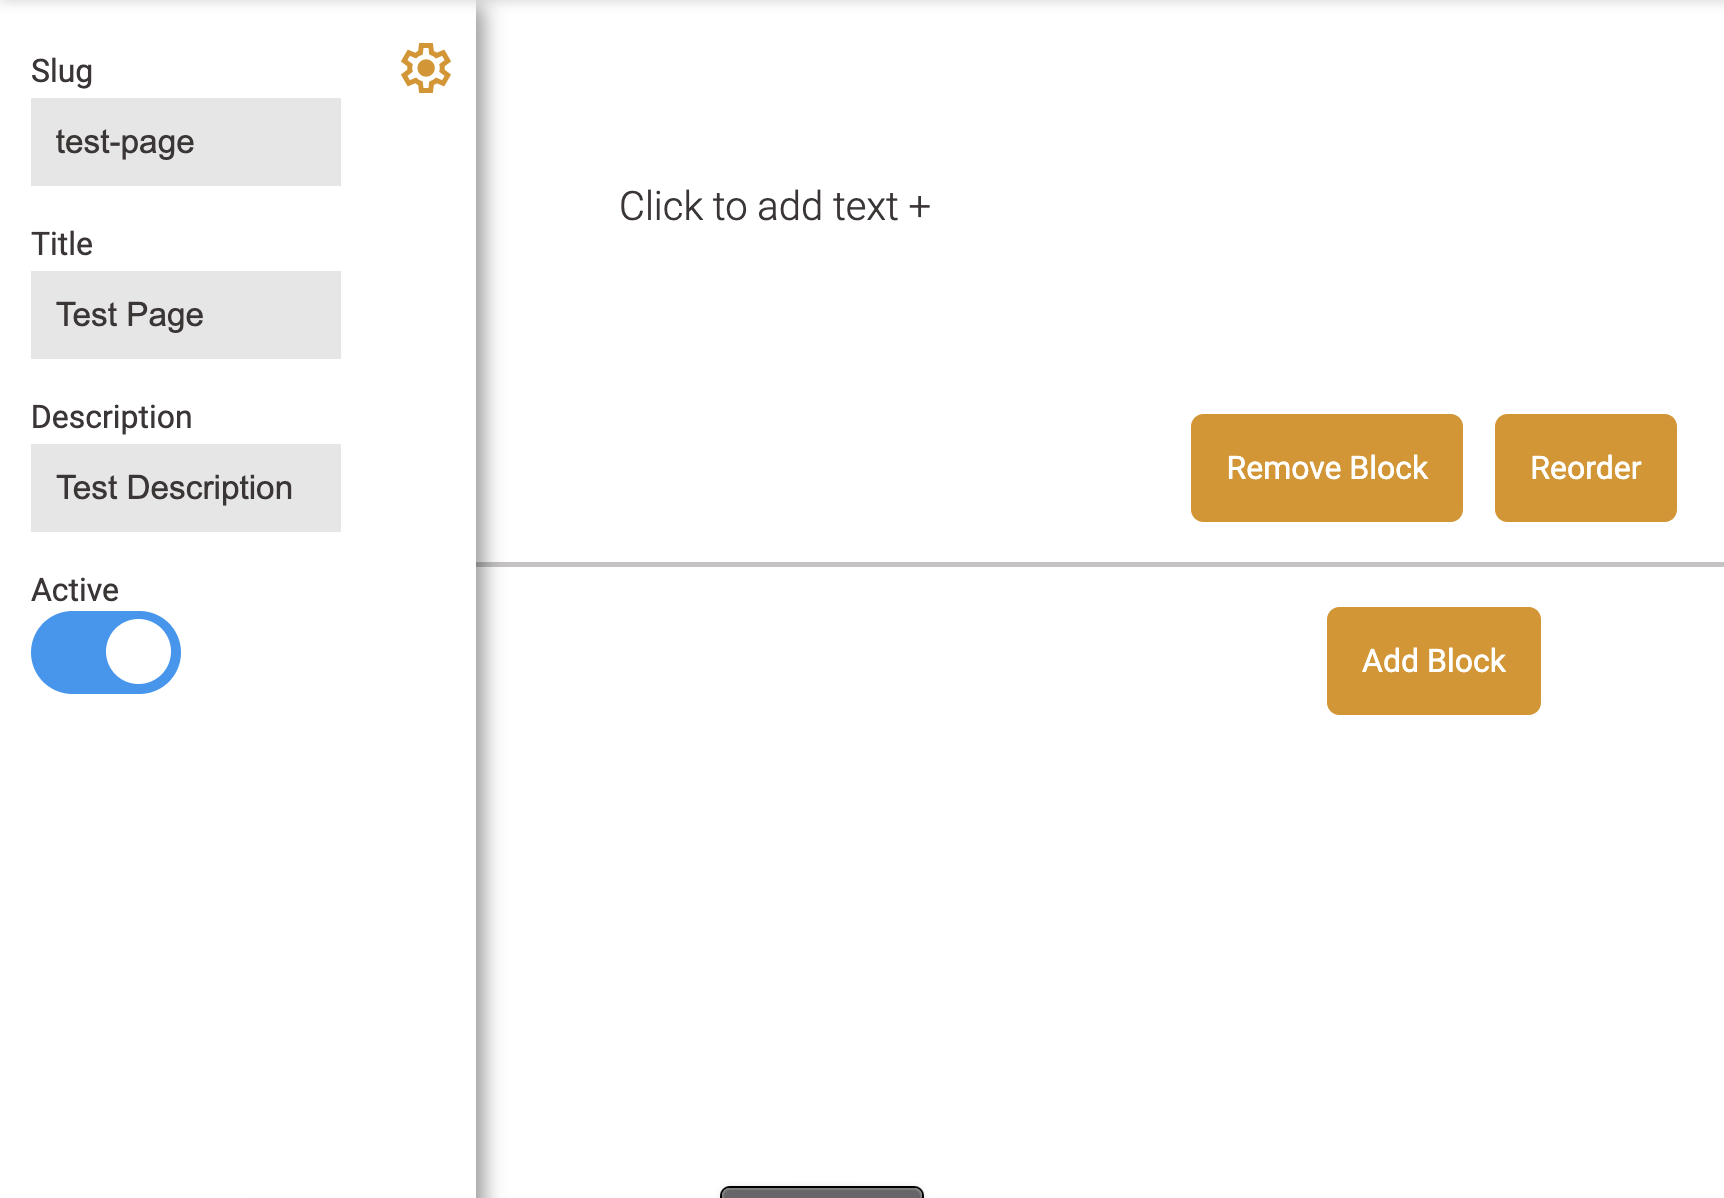 Slug
test-page
Title
Test Page
Description
Test Description
Active
Click to add text +
Remove Block
Reorder
Add Block